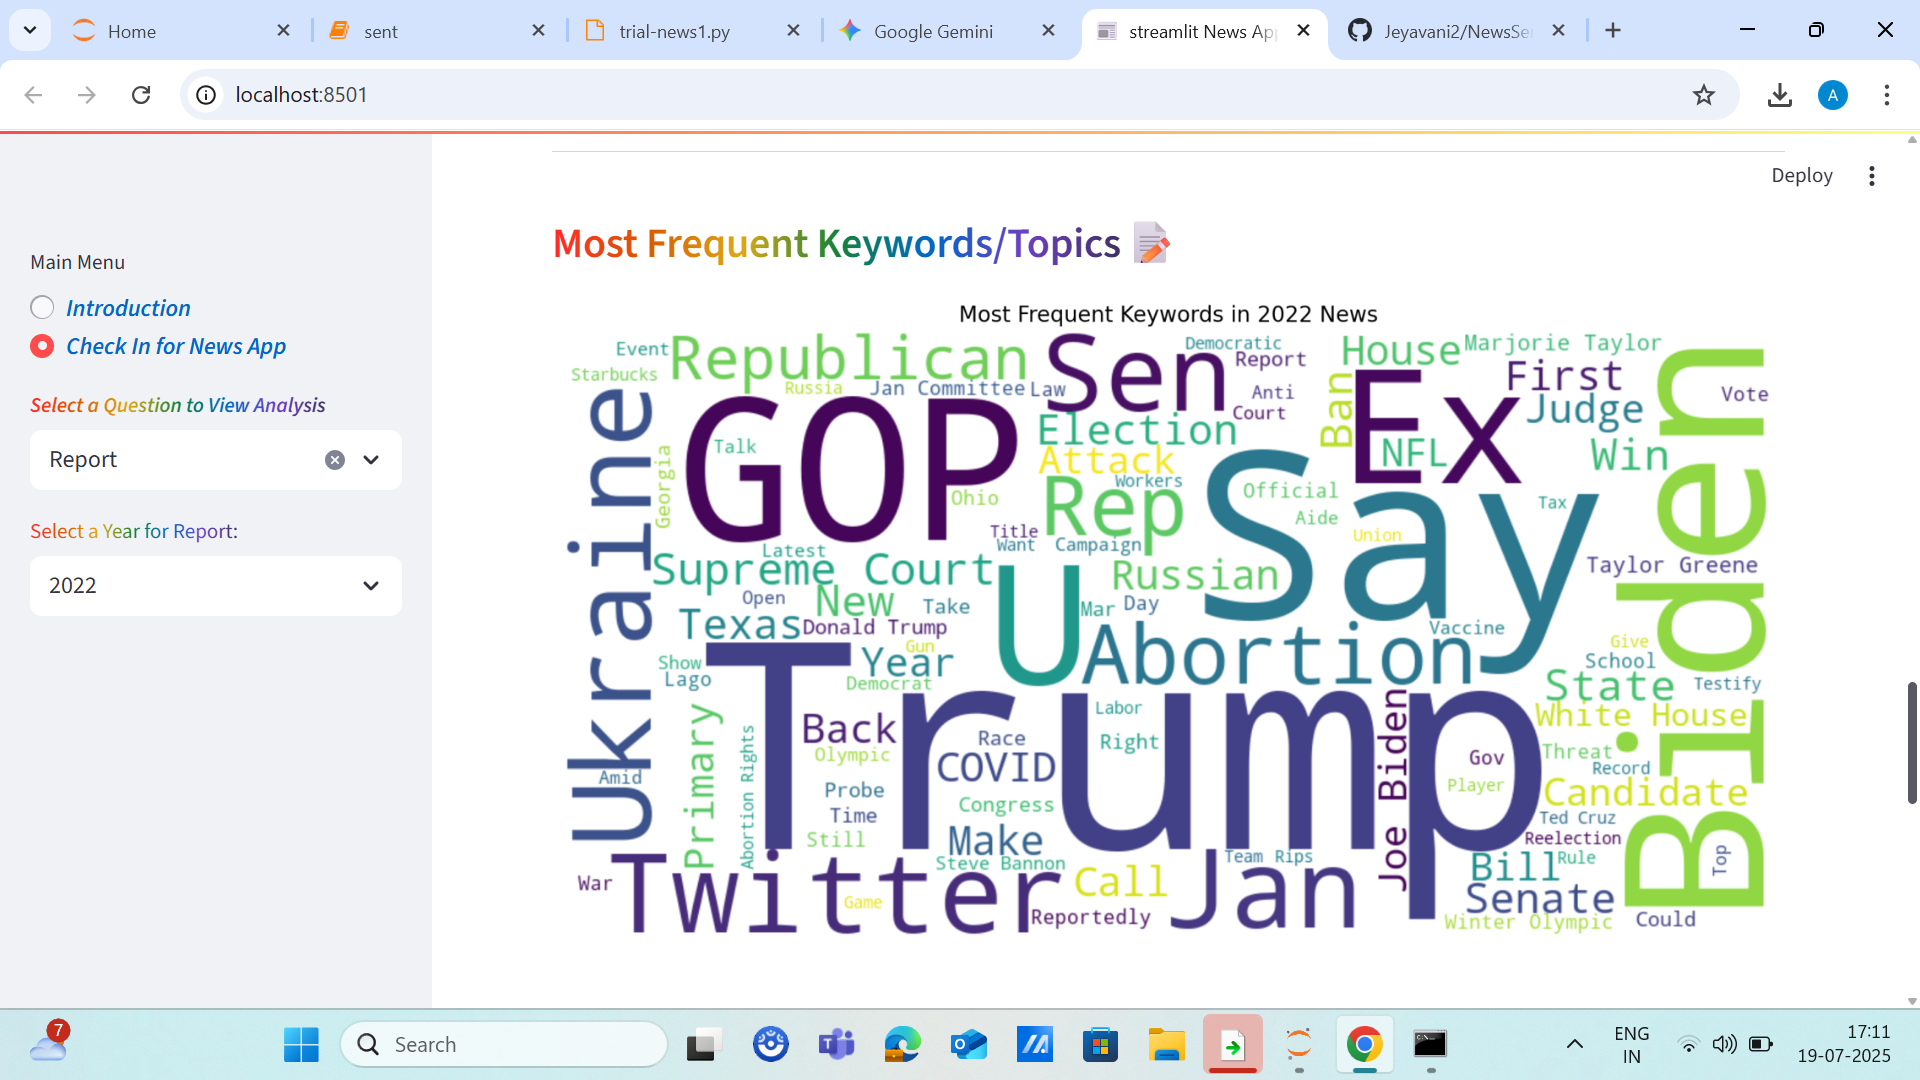 Home
sent
trial-news1.py
Google Gemini
streamlit News App
Jeyavani2/NewsSe
localhost:8501
A
Deploy
Main Menu
Introduction
Check In for News App
Select a Question to View Analysis
Report
Select a Year for Report:
2022
Most Frequent Keywords/Topics
Most Frequent Keywords in 2022 News
Event
Republican
Sen
Democratic
Report
House
Marjorie Taylor
Starbucks
Russia
Jan Committee
Law
Anti
Court
Ban
Ex
First
Judge
Vote
Ukraine
GOP
Talk
Georgia
Ohio
Election
Attack
Workers
Rep
Say
Official
Aide
NFL
Win
Tax
Union
Biden
Title
Want
Campaign
Latest
Supreme Court
Russian
Taylor Greene
Open
New
Take
U
Mar
Day
Texas
Donald Trump
Gun
Year
Abortion
Vaccine
Give
School
Show
Lago
Democrat
State
Testify
Trump
Primary
Abortion Rights
Back
Olympic
Race
COVID
Labor
Right
Joe Biden
Gov
Player
White House
Threat
Record
Amid
Probe
Time
Still
Congress
Make
Candidate
Ted Cruz
Reelection
Steve Bannon
Team Rips
Bill
Rule
Top
War
Twitter
Game
Reportedly
Call
Jan
Senate
Winter Olympic
Could
7
Search
ENG
IN
17:11
19-07-2025